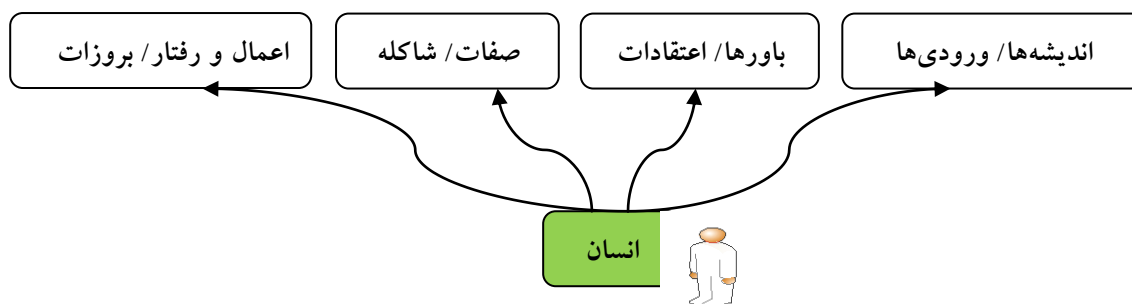 اندیشه‌ها/ ورودی‌ها
باورها/ اعتقادات
صفات/ شاکله
اعمال و رفتار/ بروزات
انسان